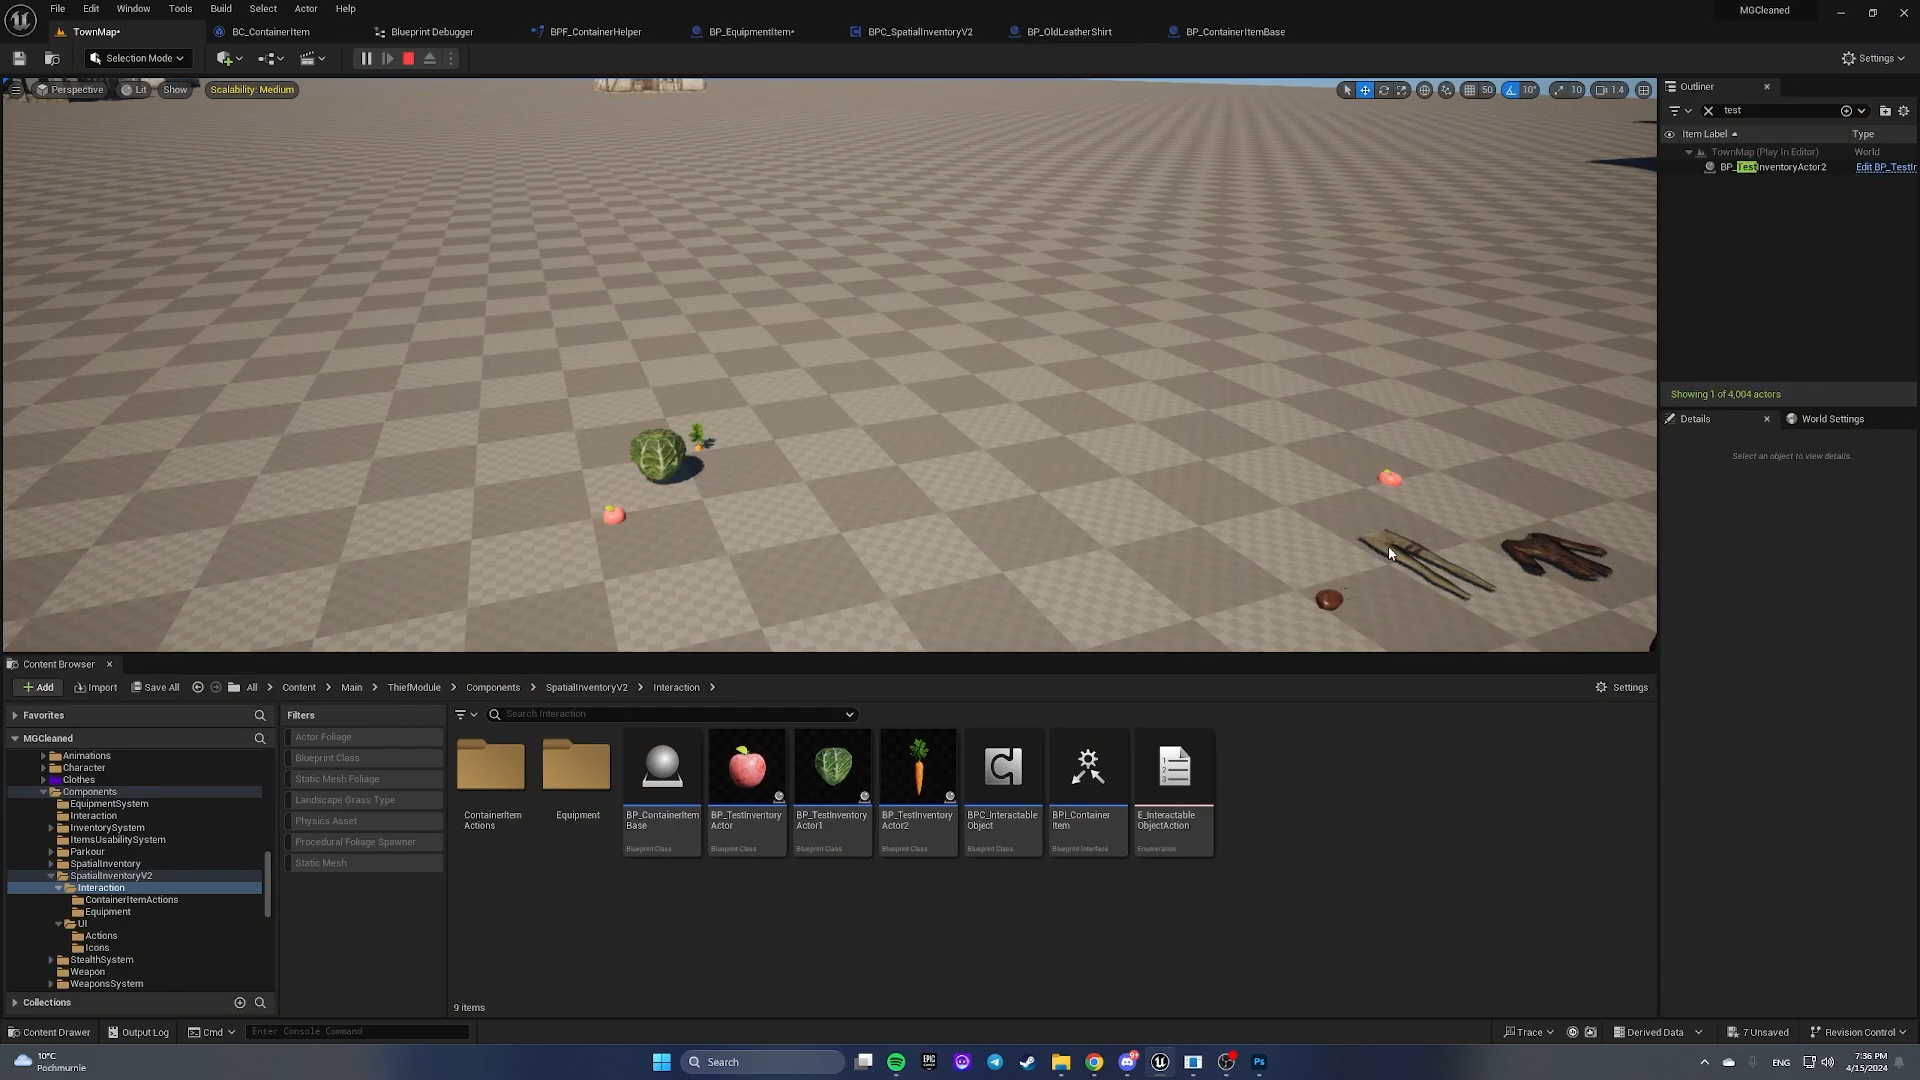 File Edit Window Tools Build Select Actor Help
MGCleaned
TownMap•
BC_ContainerItem
Blueprint Debugger
BPF_ContainerHelper
BP_EquipmentItem•
BPC_SpatialInventoryV2
BP_OldLeatherShirt
BP_ContainerItemBase
Selection Mode
Settings
Perspective
Lit
Show
Scalability: Medium
50
10°
10
1.4
Outliner
test
Item Label
Type
TownMap (Play In Editor)
World
BP_TestInventoryActor2
Edit BP_TestIn
Showing 1 of 4,004 actors
Details
World Settings
Select an object to view details.
Content Browser
Add
Import
Save All
All
Content
Main
ThiefModule
Components
SpatialInventoryV2
Interaction
Settings
Favorites
MGCleaned
Animations
Character
Clothes
Components
EquipmentSystem
Interaction
InventorySystem
ItemsUsabilitySystem
Parkour
SpatialInventory
SpatialInventoryV2
Interaction
ContainerItemActions
Equipment
UI
Actions
Icons
StealthSystem
Weapon
WeaponsSystem
Collections
Filters
Actor Foliage
Blueprint Class
Static Mesh Foliage
Landscape Grass Type
Physics Asset
Procedural Foliage Spawner
Static Mesh
Search Interaction
ContainerItem
Actions
Equipment
BP_ContainerItem
Base
Blueprint Class
BP_TestInventory
Actor
Blueprint Class
BP_TestInventory
Actor1
Blueprint Class
BP_TestInventory
Actor2
Blueprint Class
BPC_Interactable
Object
Blueprint Class
BPI_Container
Item
Blueprint Interface
E_Interactable
ObjectAction
Enumeration
9 items
Content Drawer
Output Log
Cmd
Enter Console Command
Trace
Derived Data
7 Unsaved
Revision Control
10°C
Pochmurnie
Search
ENG
7:36 PM
4/15/2024